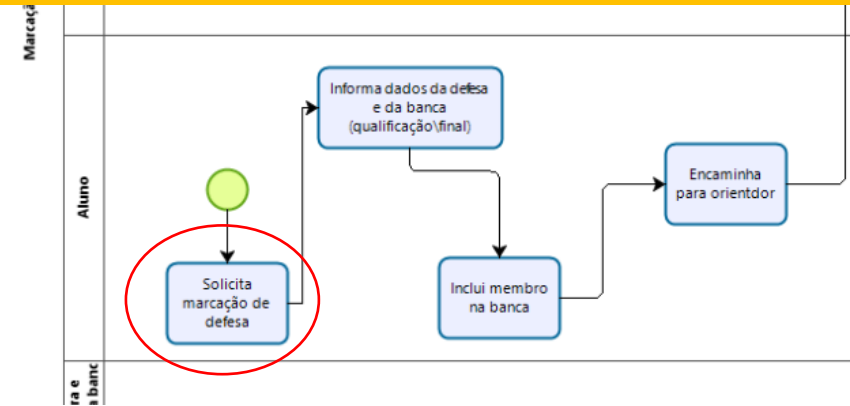 Marcaçã
Aluno
Informa dados da defesa
e da banca
(qualificação\final)
Encaminha
para orientdor
Solicita
marcação de
defesa
Inclui membro
na banca
ra e
a banc